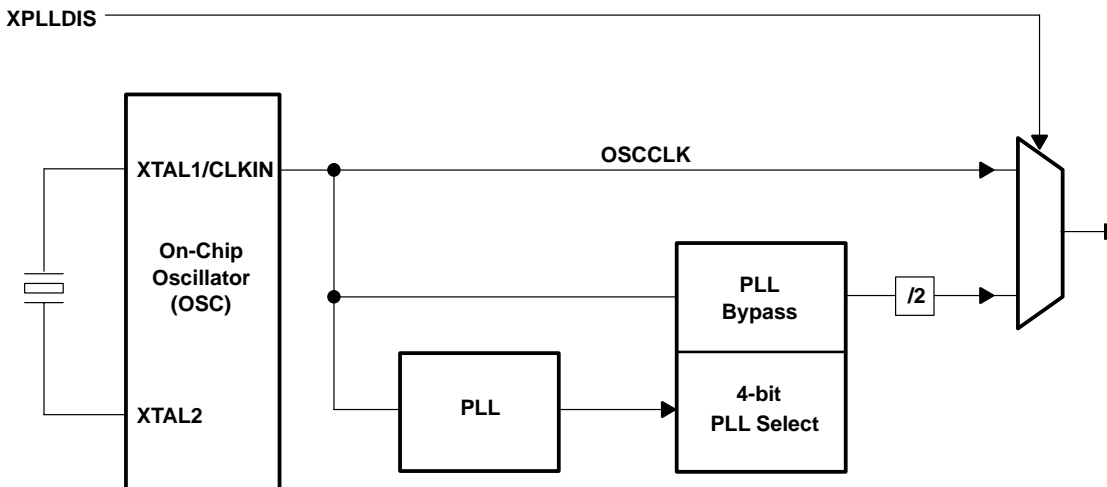 XPLLDIS
XTAL1/CLKIN
OSCCLK
On-Chip
Oscillator
(OSC)
PLL
Bypass
/2
PLL
4-bit
PLL Select
XTAL2